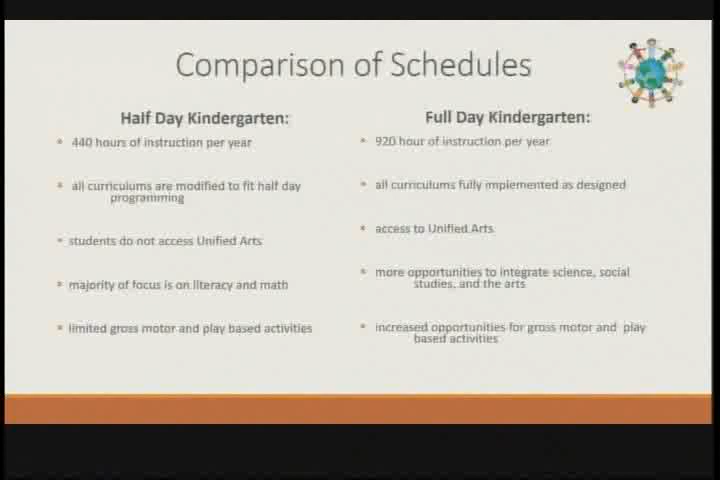 Comparison of Schedules
Half Day Kindergarten:
440 hours of instruction per year
all curriculums are modified to fit half day
programming
students do not access Unified Arts
majority of focus is on literacy and math
limited gross motor and play based activities
Full Day Kindergarten:
920 hour of instruction per year
all curriculums fully implemented as designed
access to Unified Arts
more opportunities to integrate science, social
studies, and the arts
increased opportunities for gross motor and play
based activities